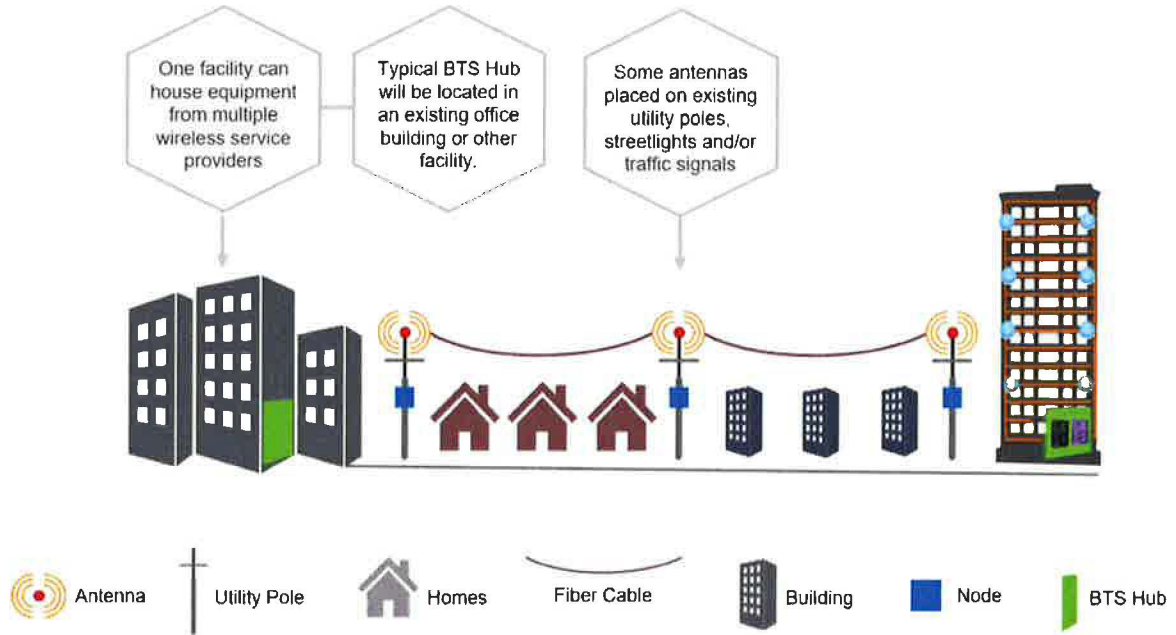 One facility can
house equipment
from multiple
wireless service
providers
Typical BTS Hub
will be located in
an existing office
building or other
facility.
Some antennas
placed on existing
utility poles,
streetlights and/or
traffic signals
Antenna
Utility Pole
Homes
Fiber Cable
Building
Node
BTS Hub